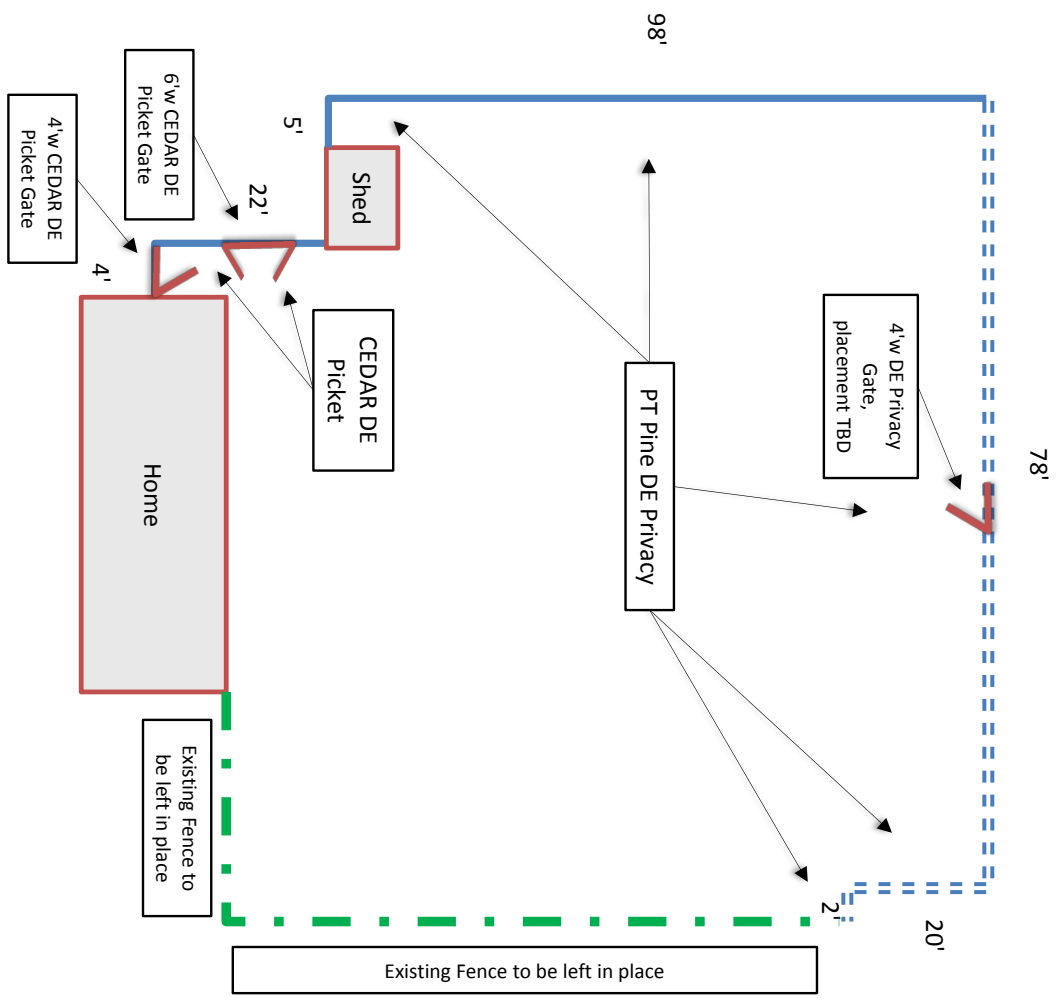 98'
78'
6'w CEDAR DE
Picket Gate
4'w CEDAR DE
Picket Gate
5'
22'
4'
Shed
CEDAR DE
Picket
PT Pine DE Privacy
4'w DE Privacy
Gate,
placement TBD
Home
Existing Fence to
be left in place
2'
20'
Existing Fence to be left in place